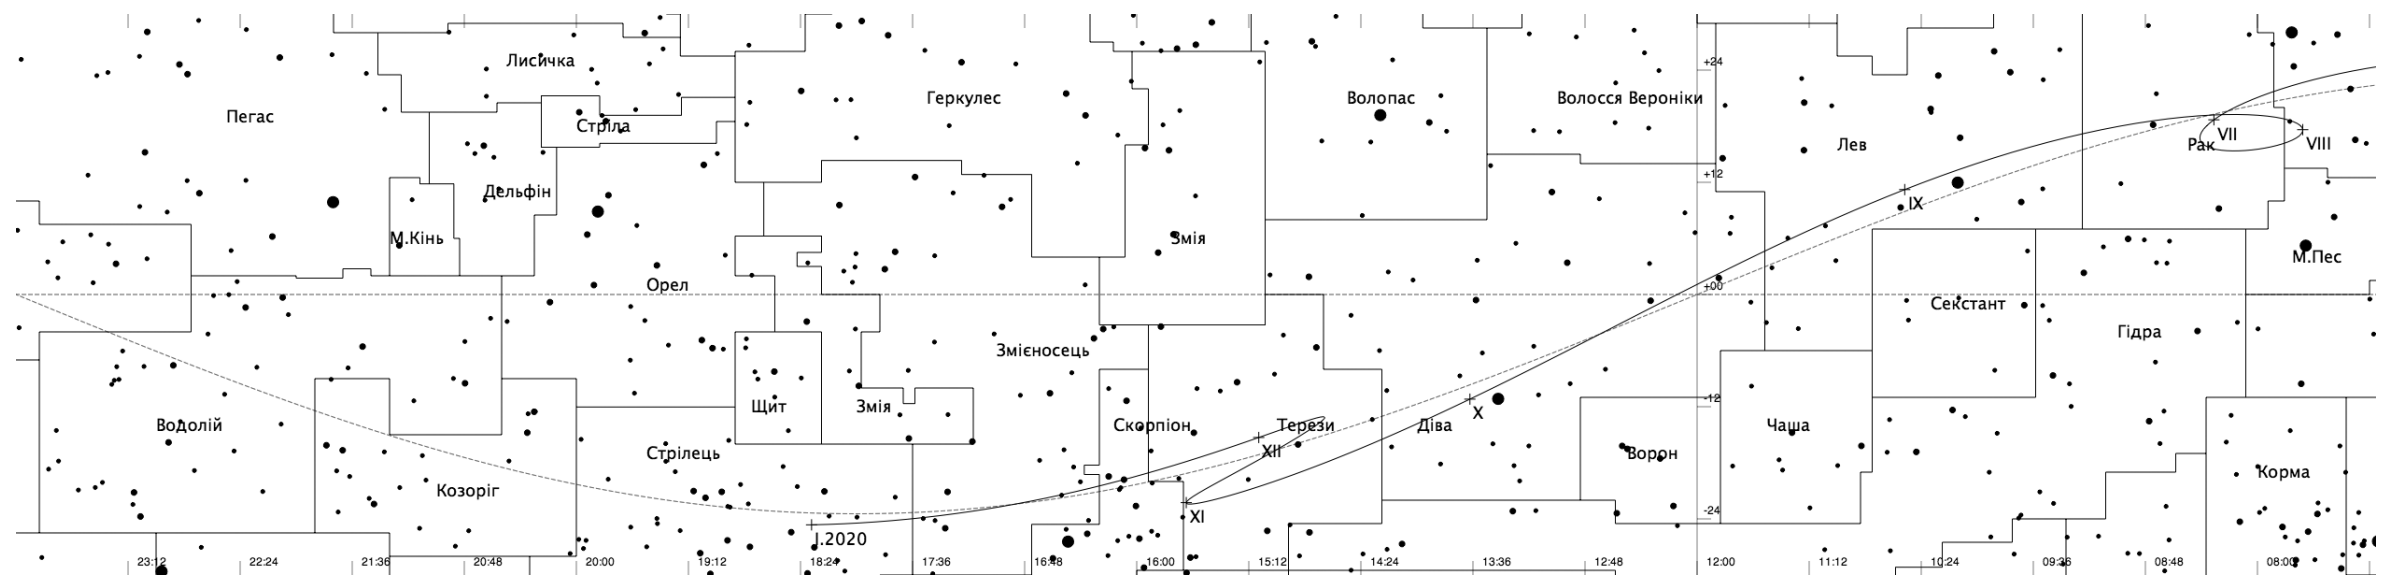 Лисичка
Пегас
Геркулес
Волопас
Волосся Вероніки
+24
Стріла
Лев
Рак
VII
VIII
Дельфін
+12
IX
М.Кінь
Змія
М.Пес
Орел
+00
Секстант
Гідра
Змієносець
Щит
Змія
-12
X
Водолій
Скорпіон
Терези
Діва
Чаша
Стрілець
XII
Ворон
Козоріг
Корма
XI
-24
I.2020
23:12 22:24 21:36 20:48 20:00 19:12 18:24 17:36 16:48 16:00 15:12 14:24 13:36 12:48 12:00 11:12 10:24 09:36 08:48 08:00